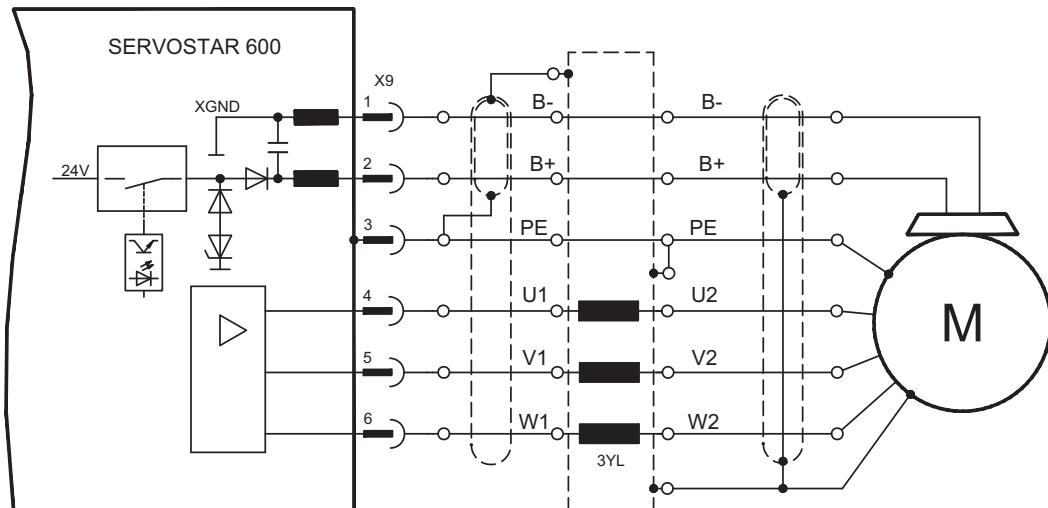 SERVOSTAR 600
X9
XGND
1
B-
B-
24V
2
B+
B+
3
PE
PE
4
U1
U2
M
5
V1
V2
6
W1
W2
3YL